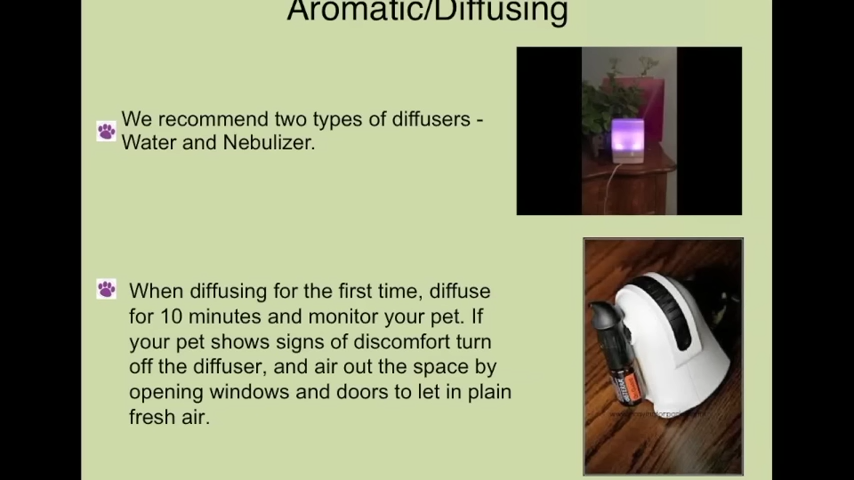 Aromatic/Diffusing
We recommend two types of diffusers -
Water and Nebulizer.
When diffusing for the first time, diffuse
for 10 minutes and monitor your pet. If
your pet shows signs of discomfort turn
off the diffuser, and air out the space by
opening windows and doors to let in plain
fresh air.